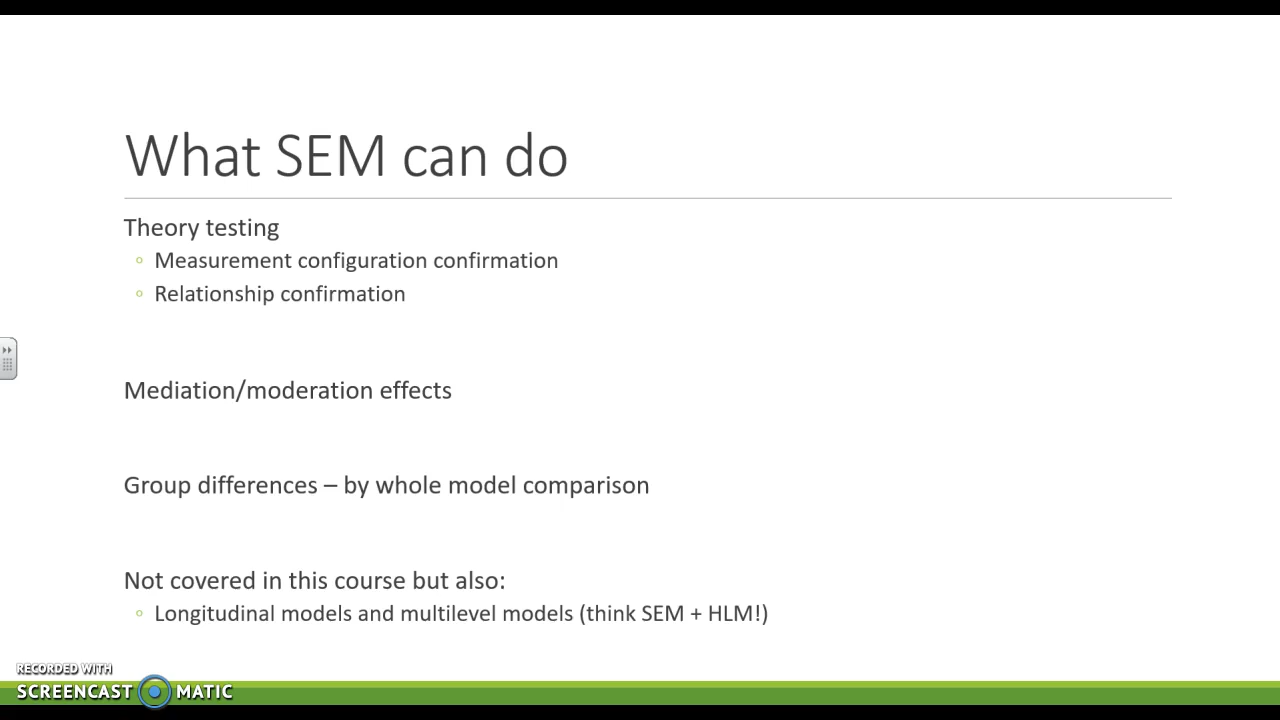 What SEM can do
Theory testing
Measurement configuration confirmation
Relationship confirmation
Mediation/moderation effects
Group differences – by whole model comparison
Not covered in this course but also:
Longitudinal models and multilevel models (think SEM + HLM!)
RECORDED WITH
SCREENCAST MATIC